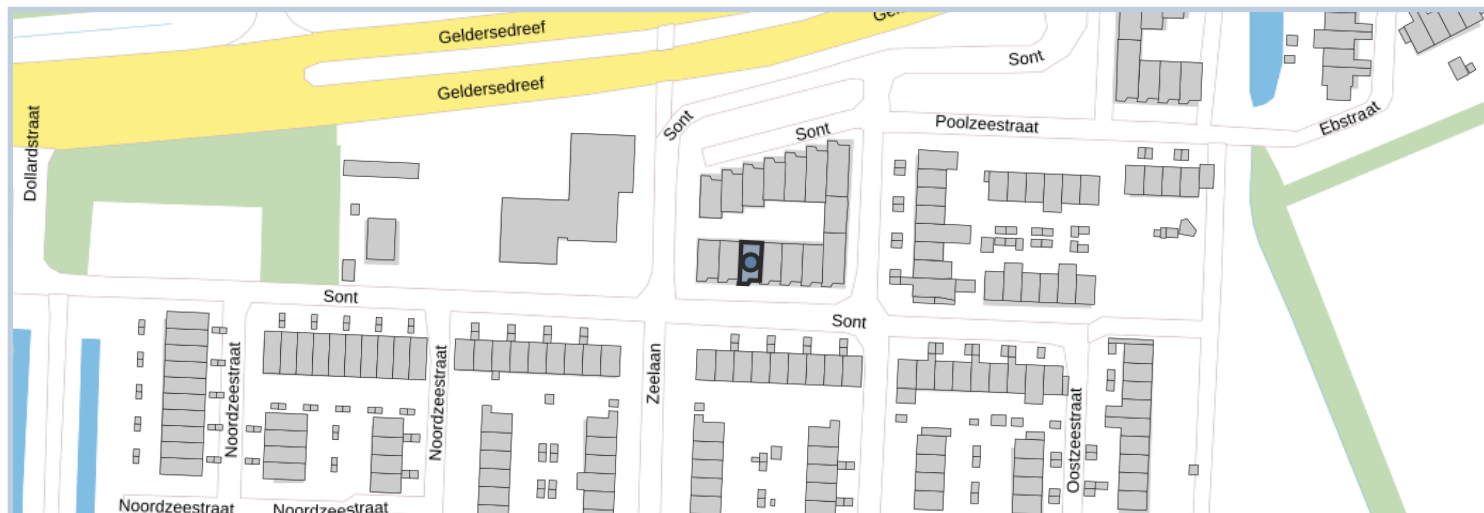 Geldersedreef
Geldersedreef
Sont
Dollardstraat
Sont
Sont
Poolzeestraat
Ebstraat
Sont
Sont
Noordzeestraat
Noordzeestraat
Zeelaan
Oostzeestraat
Noordzeestraat
Noordzeestraat